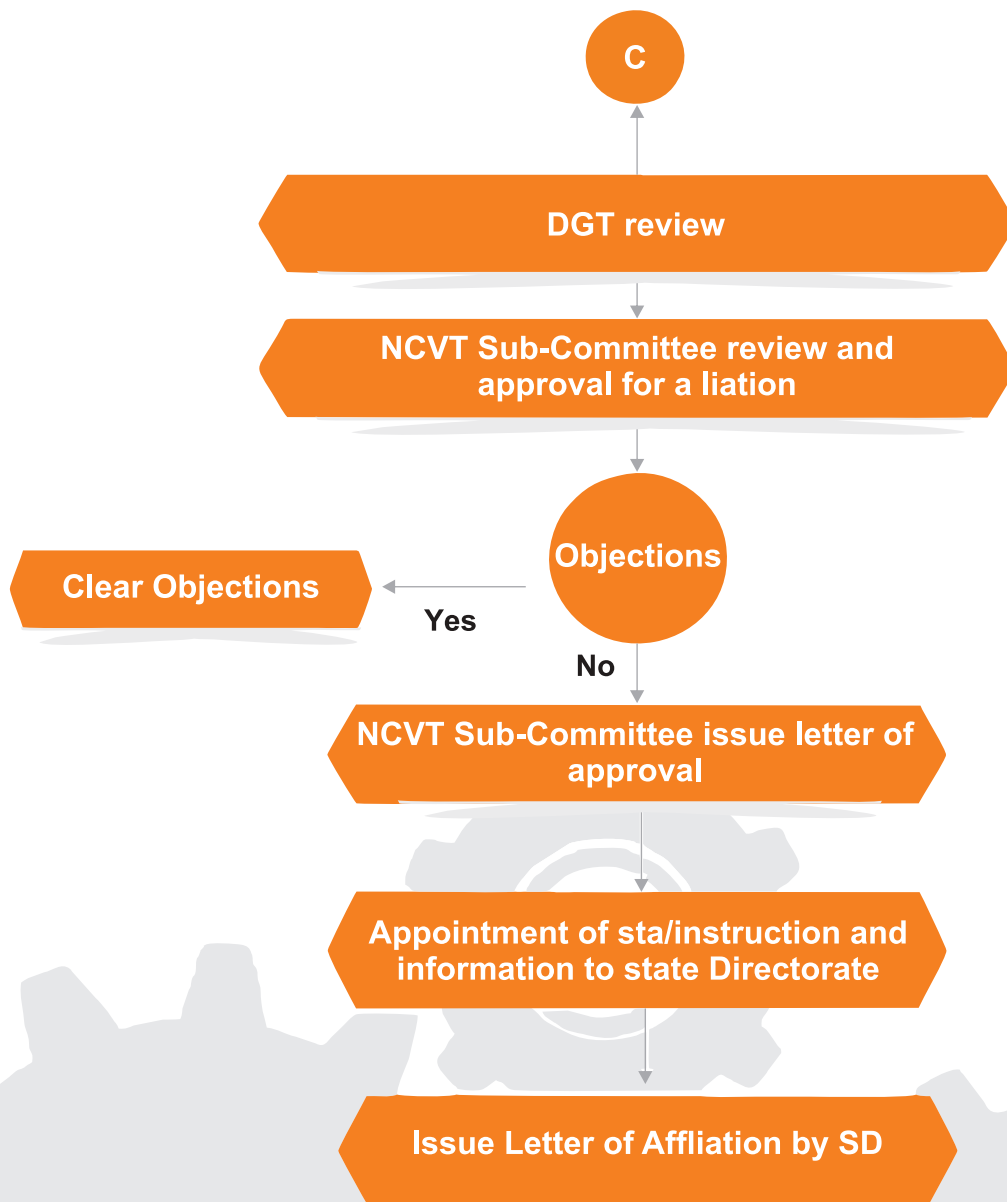 C
DGT review
NCVT Sub-Committee review and
approval for a liation
Objections
Clear Objections
Yes
No
NCVT Sub-Committee issue letter of
approval
Appointment of sta/instruction and
information to state Directorate
Issue Letter of Affliation by SD